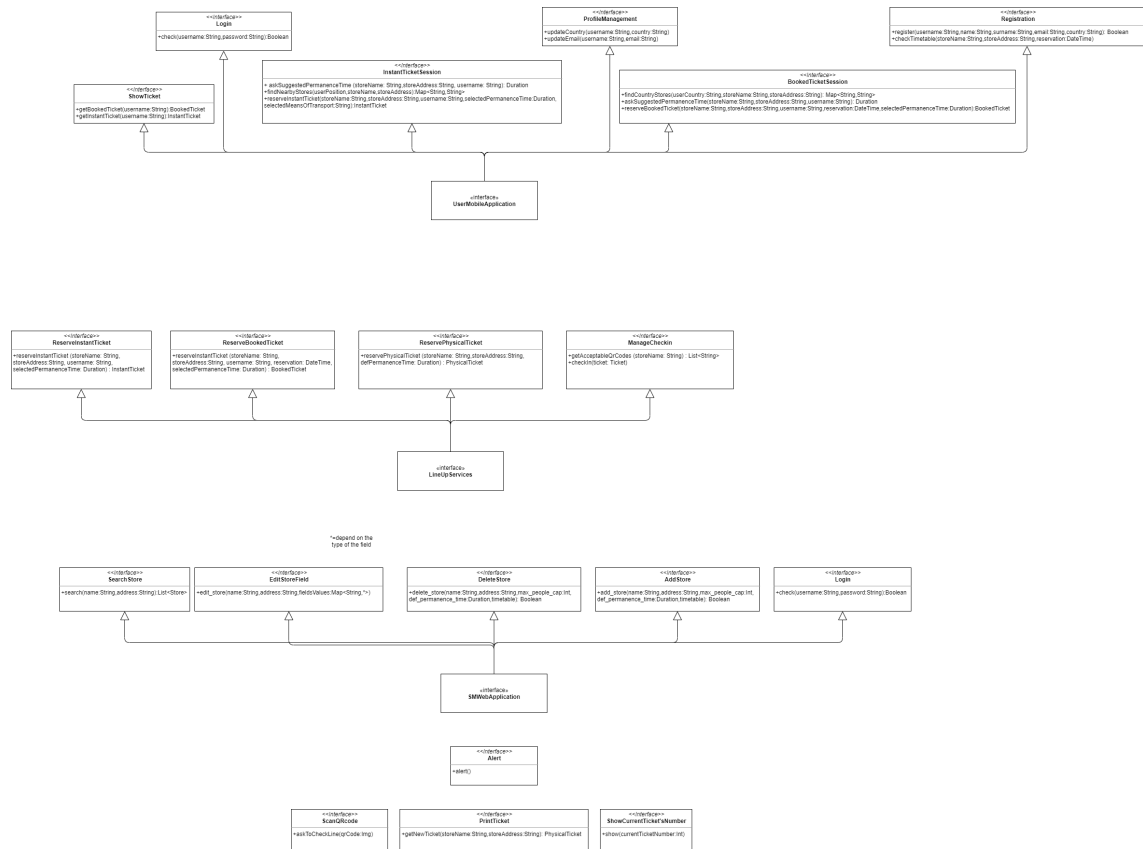 <<interface>>
Login
+check(username:String,password:String):Boolean
<<interface>>
ProfileManagement
+updateCountry(username:String,country:String)
+updateEmail(username:String,email:String)
<<interface>>
Registration
+register(username:String,name:String,surname:String,email:String,country:String): Boolean
+checkTimetable(storeName:String,storeAddress:String,reservation:DateTime)
<<interface>>
ShowTicket
+getBookedTicket(username:String):BookedTicket
+getInstantTicket(username:String):InstantTicket
<<interface>>
InstantTicketSession
+ askSuggestedPermanenceTime (storeName: String,storeAddress:String, username: String): Duration
+findNearbyStores(userPosition,storeName,storeAddress):Map<String,String>
+reserveInstantTicket(storeName:String,storeAddress:String,username:String,selectedPermanenceTime:Duration,
selectedMeansOfTransport:String):InstantTicket
<<interface>>
BookedTicketSession
+findCountryStores(userCountry:String,storeName:String,storeAddress:String): Map<String,String>
+askSuggestedPermanenceTime(storeName:String,storeAddress:String,username:String): Duration
+reserveBookedTicket(storeName:String,storeAddress:String,username:String,reservation:DateTime,selectedPermanenceTime:Duration):BookedTicket
«interface»
UserMobileApplication
<<interface>>
ReserveInstantTicket
+reserveInstantTicket (storeName: String,
storeAddress:String, username: String,
selectedPermanenceTime: Duration) : InstantTicket
<<interface>>
ReserveBookedTicket
+reserveInstantTicket (storeName: String,
storeAddress:String, username: String, reservation: DateTime,
selectedPermanenceTime: Duration) : BookedTicket
<<interface>>
ReservePhysicalTicket
+reservePhysicalTicket (storeName: String,storeAddress:String,
defPermanenceTime: Duration) : PhysicalTicket
<<interface>>
ManageCheckin
+getAcceptableQrCodes (storeName: String) : List<String>
+checkIn(ticket: Ticket)
«interface»
LineUpServices
*=depend on the
type of the field
<<interface>>
SearchStore
+search(name:String,address:String):List<Store>
<<interface>>
EditStoreField
+edit_store(name:String,address:String,fieldsValues:Map<String,*>)
<<interface>>
DeleteStore
+delete_store(name:String,address:String,max_people_cap:Int,
def_permanence_time:Duration,timetable): Boolean
<<interface>>
AddStore
+add_store(name:String,address:String,max_people_cap:Int,
def_permanence_time:Duration,timetable): Boolean
<<interface>>
Login
+check(username:String,password:String):Boolean
«interface»
SMWebApplication
<<interface>>
Alert
+alert()
<<interface>>
ScanQRcode
+askToCheckLine(qrCode:Img)
<<interface>>
PrintTicket
+getNewTicket(storeName:String,storeAddress:String): PhysicalTicket
<<interface>>
ShowCurrentTicket'sNumber
+show(currentTicketNumber:Int)